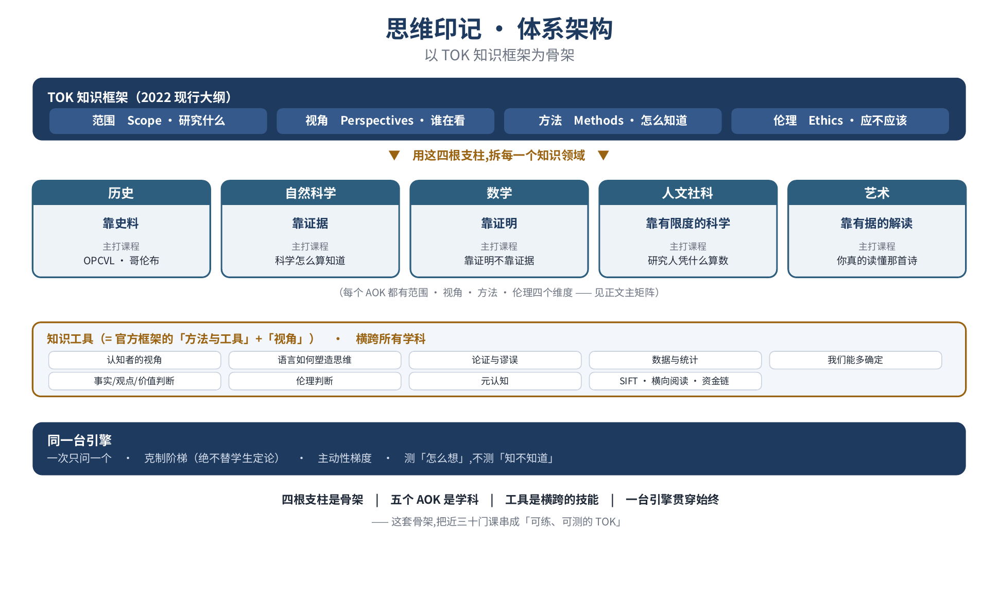 思维印记 · 体系架构
以 TOK 知识框架为骨架
TOK 知识框架（2022 现行大纲）
范围 Scope · 研究什么
视角 Perspectives · 谁在看
方法 Methods · 怎么知道
伦理 Ethics · 应不应该
▼ 用这四根支柱,拆每一个知识领域 ▼
历史
靠史料
主打课程
OPCVL · 哥伦布
自然科学
靠证据
主打课程
科学怎么算知道
数学
靠证明
主打课程
靠证明不靠证据
人文社科
靠有限度的科学
主打课程
研究人凭什么算数
艺术
靠有据的解读
主打课程
你真的读懂那首诗
（每个 AOK 都有范围 · 视角 · 方法 · 伦理四个维度 —— 见正文主矩阵）
知识工具（= 官方框架的「方法与工具」+「视角」） · 横跨所有学科
认知者的视角
语言如何塑造思维
论证与谬误
数据与统计
我们能多确定
事实/观点/价值判断
伦理判断
元认知
SIFT · 横向阅读 · 资金链
同一台引擎
一次只问一个 · 克制阶梯（绝不替学生定论） · 主动性梯度 · 测「怎么想」,不测「知不知道」
四根支柱是骨架 | 五个 AOK 是学科 | 工具是横跨的技能 | 一台引擎贯穿始终
—— 这套骨架,把近三十门课串成「可练、可测的 TOK」